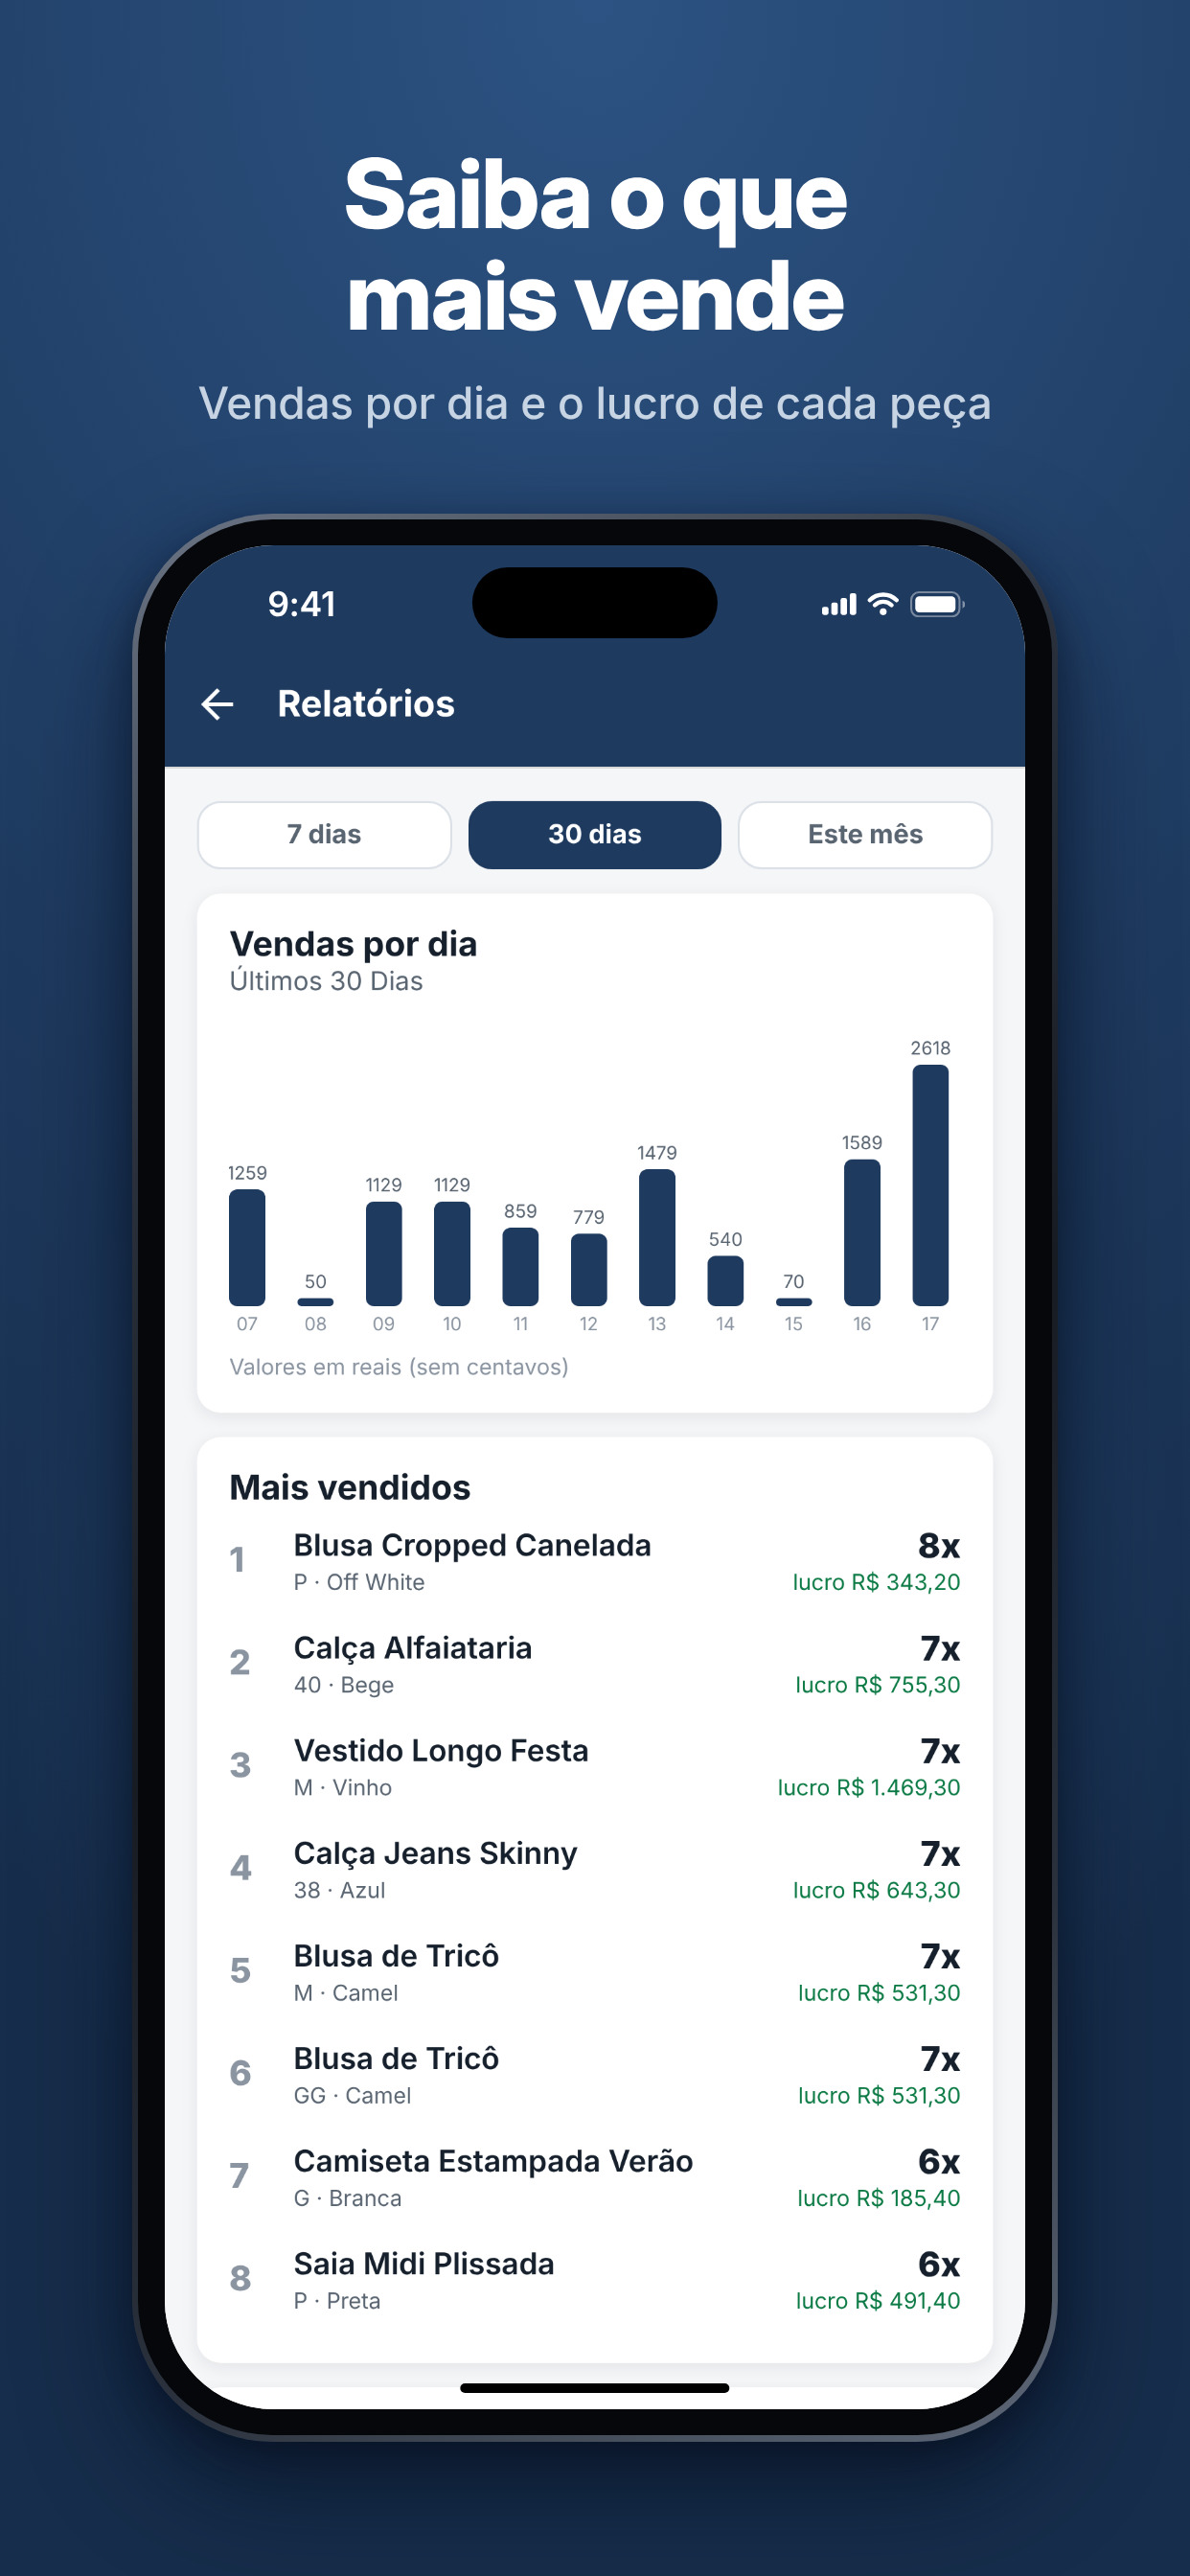 Saiba o que
mais vende
Vendas por dia e o lucro de cada peça
9:41
Relatórios
7 dias
30 dias
Este mês
Vendas por dia
Últimos 30 Dias
1259
50
1129
1129
859
779
1479
540
70
1589
2618
07
08
09
10
11
12
13
14
15
16
17
Valores em reais (sem centavos)
Mais vendidos
1
Blusa Cropped Canelada
8x
P · Off White
lucro R$ 343,20
2
Calça Alfaiataria
7x
40 · Bege
lucro R$ 755,30
3
Vestido Longo Festa
7x
M · Vinho
lucro R$ 1.469,30
4
Calça Jeans Skinny
7x
38 · Azul
lucro R$ 643,30
5
Blusa de Tricô
7x
M · Camel
lucro R$ 531,30
6
Blusa de Tricô
7x
GG · Camel
lucro R$ 531,30
7
Camiseta Estampada Verão
6x
G · Branca
lucro R$ 185,40
8
Saia Midi Plissada
6x
P · Preta
lucro R$ 491,40